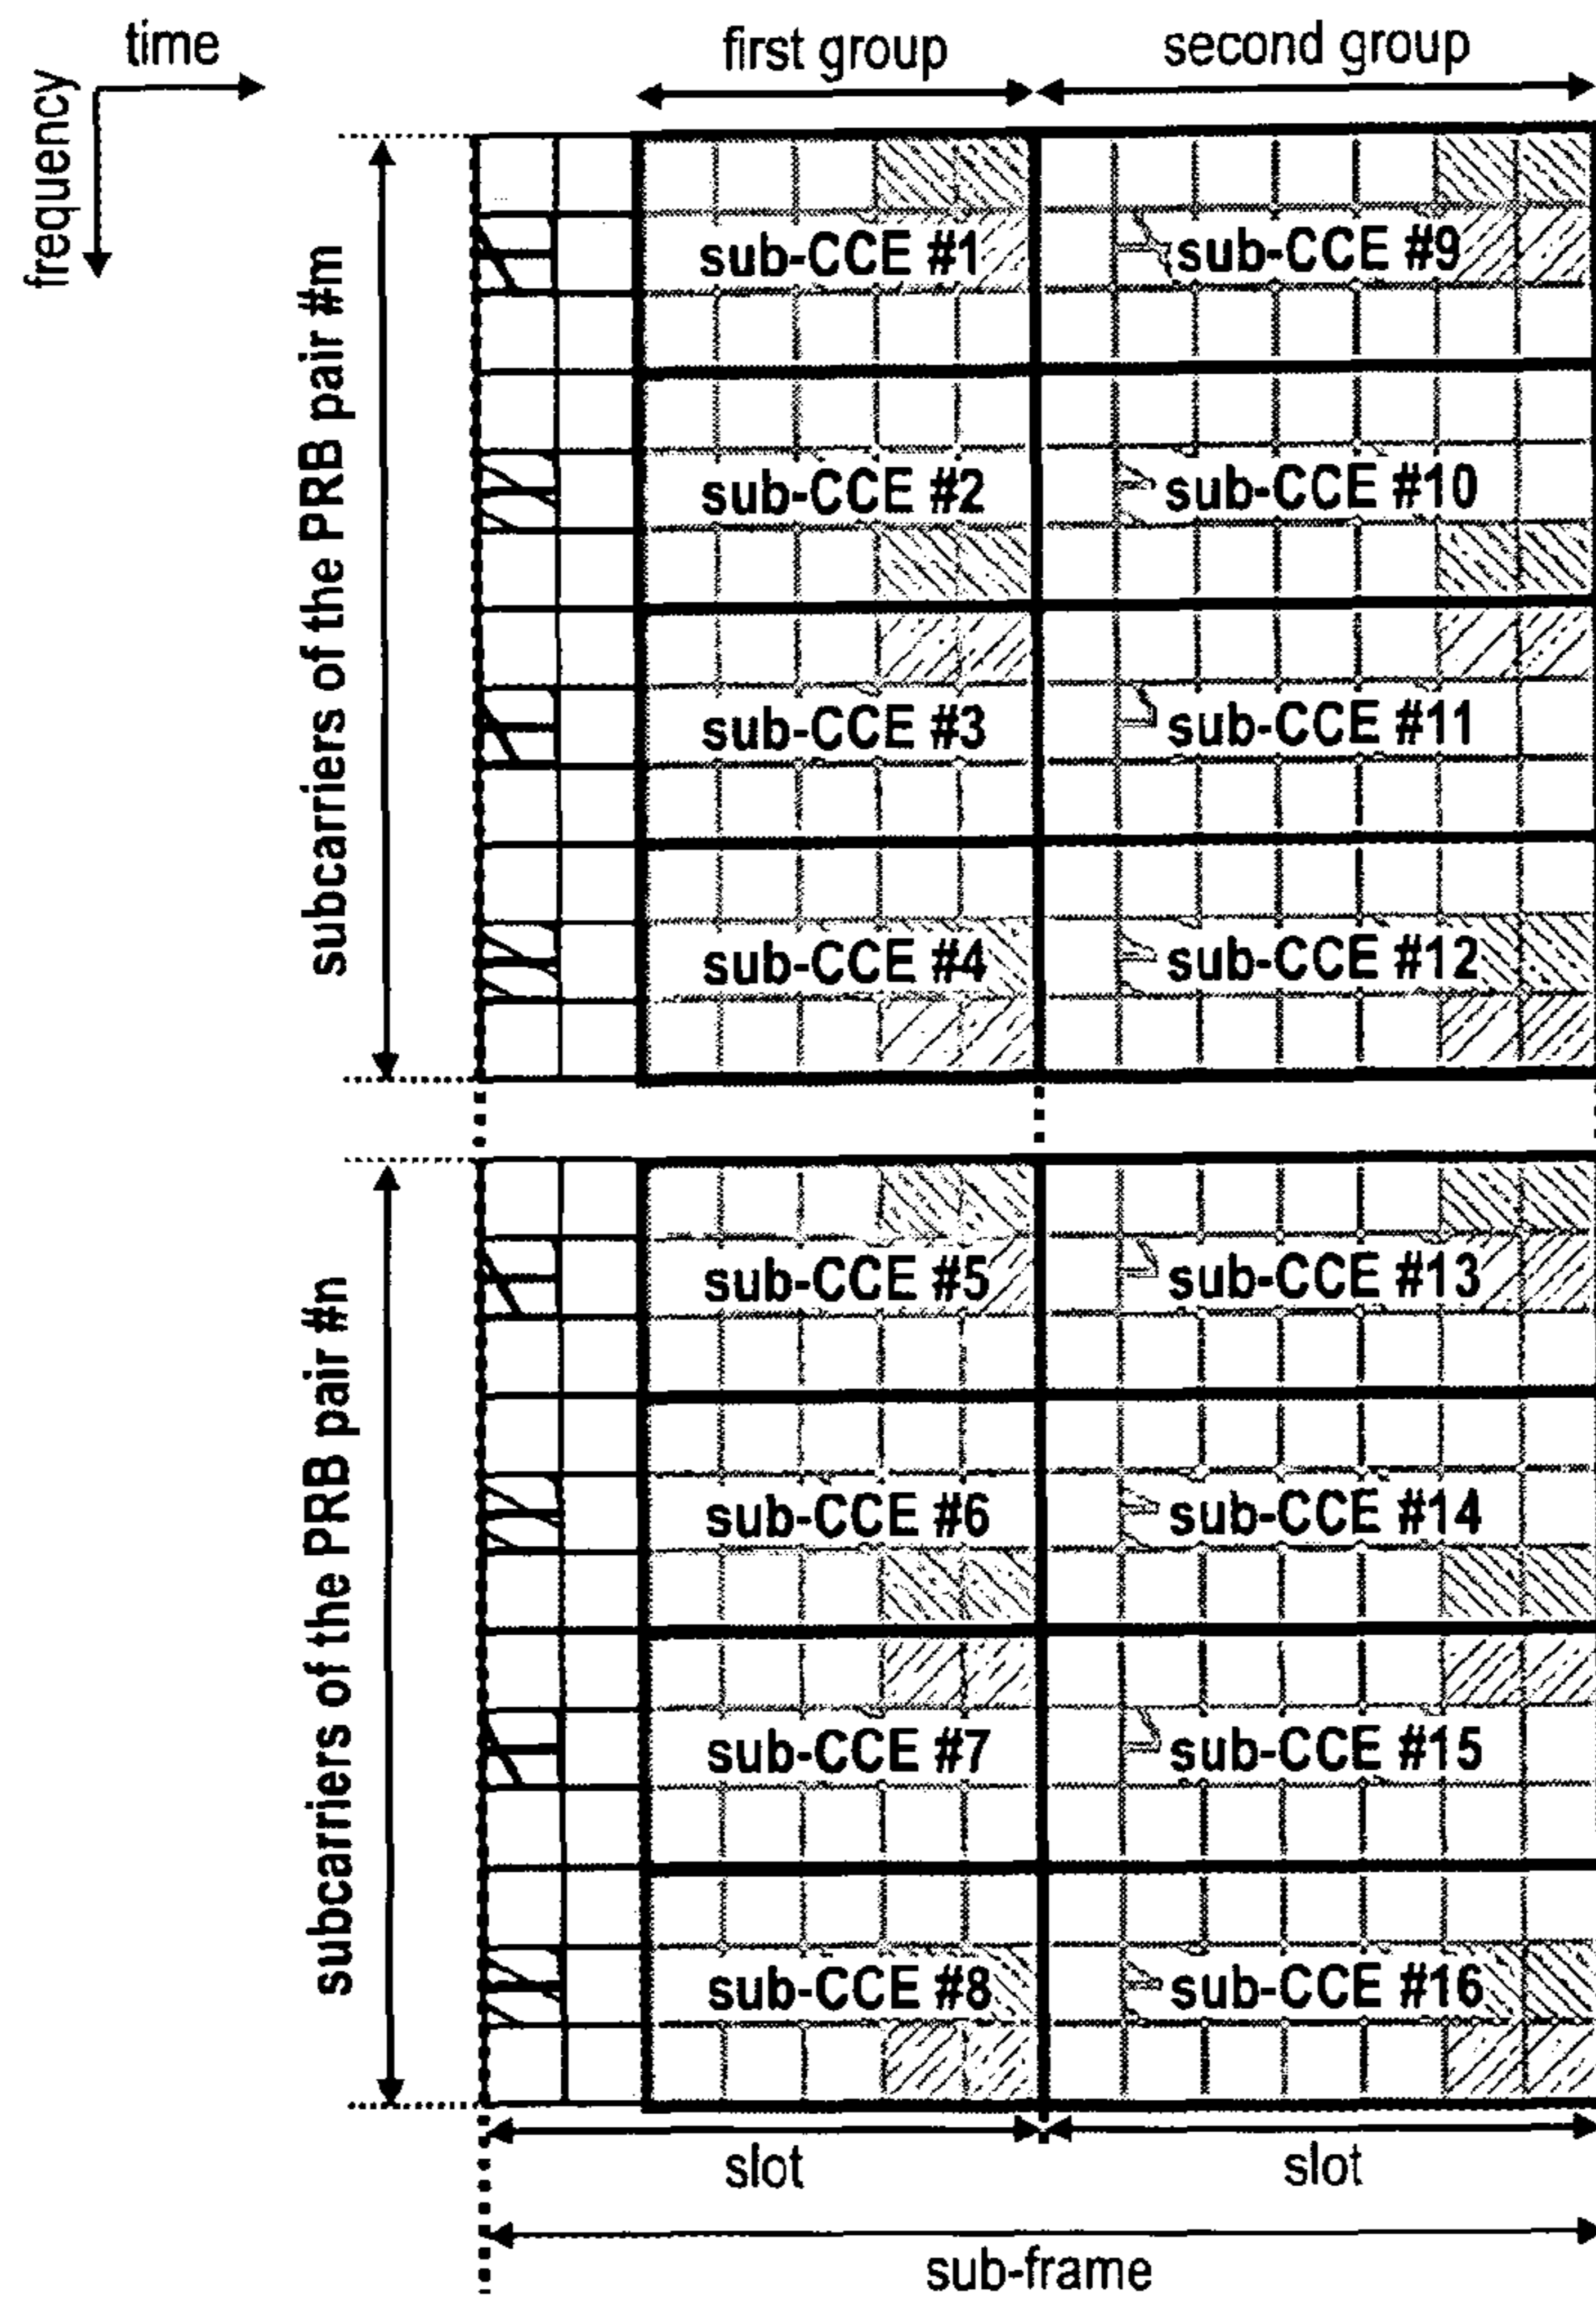 time
first group
second group
frequency
subcarriers of the PRB pair #m
sub-CCE #1
sub-CCE #9
sub-CCE #2
sub-CCE #10
sub-CCE #3
sub-CCE #11
sub-CCE #4
sub-CCE #12
subcarriers of the PRB pair #n
sub-CCE #5
sub-CCE #13
sub-CCE #6
sub-CCE #14
sub-CCE #7
sub-CCE #15
sub-CCE #8
sub-CCE #16
slot
slot
sub-frame